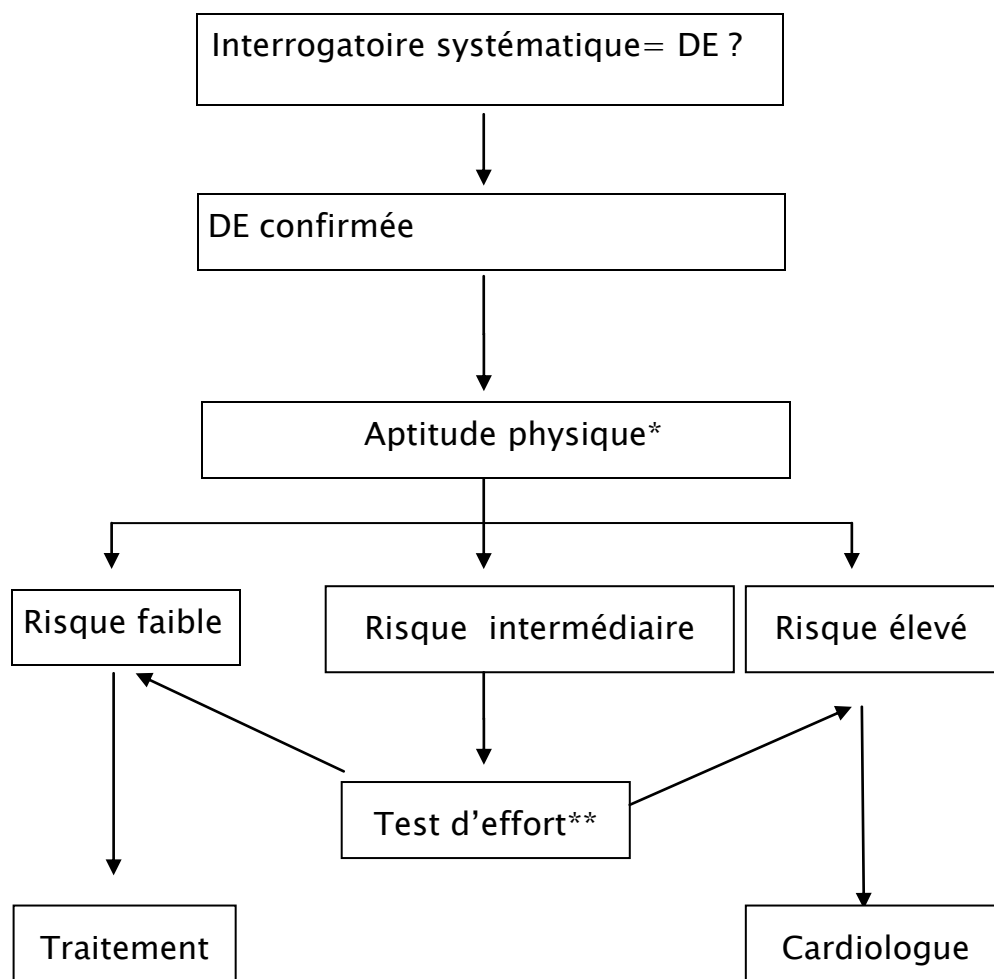 Interrogatoire systématique= DE ?
DE confirmée
Aptitude physique*
Risque faible
Risque intermédiaire
Risque élevé
Test d'effort**
Traitement
Cardiologue